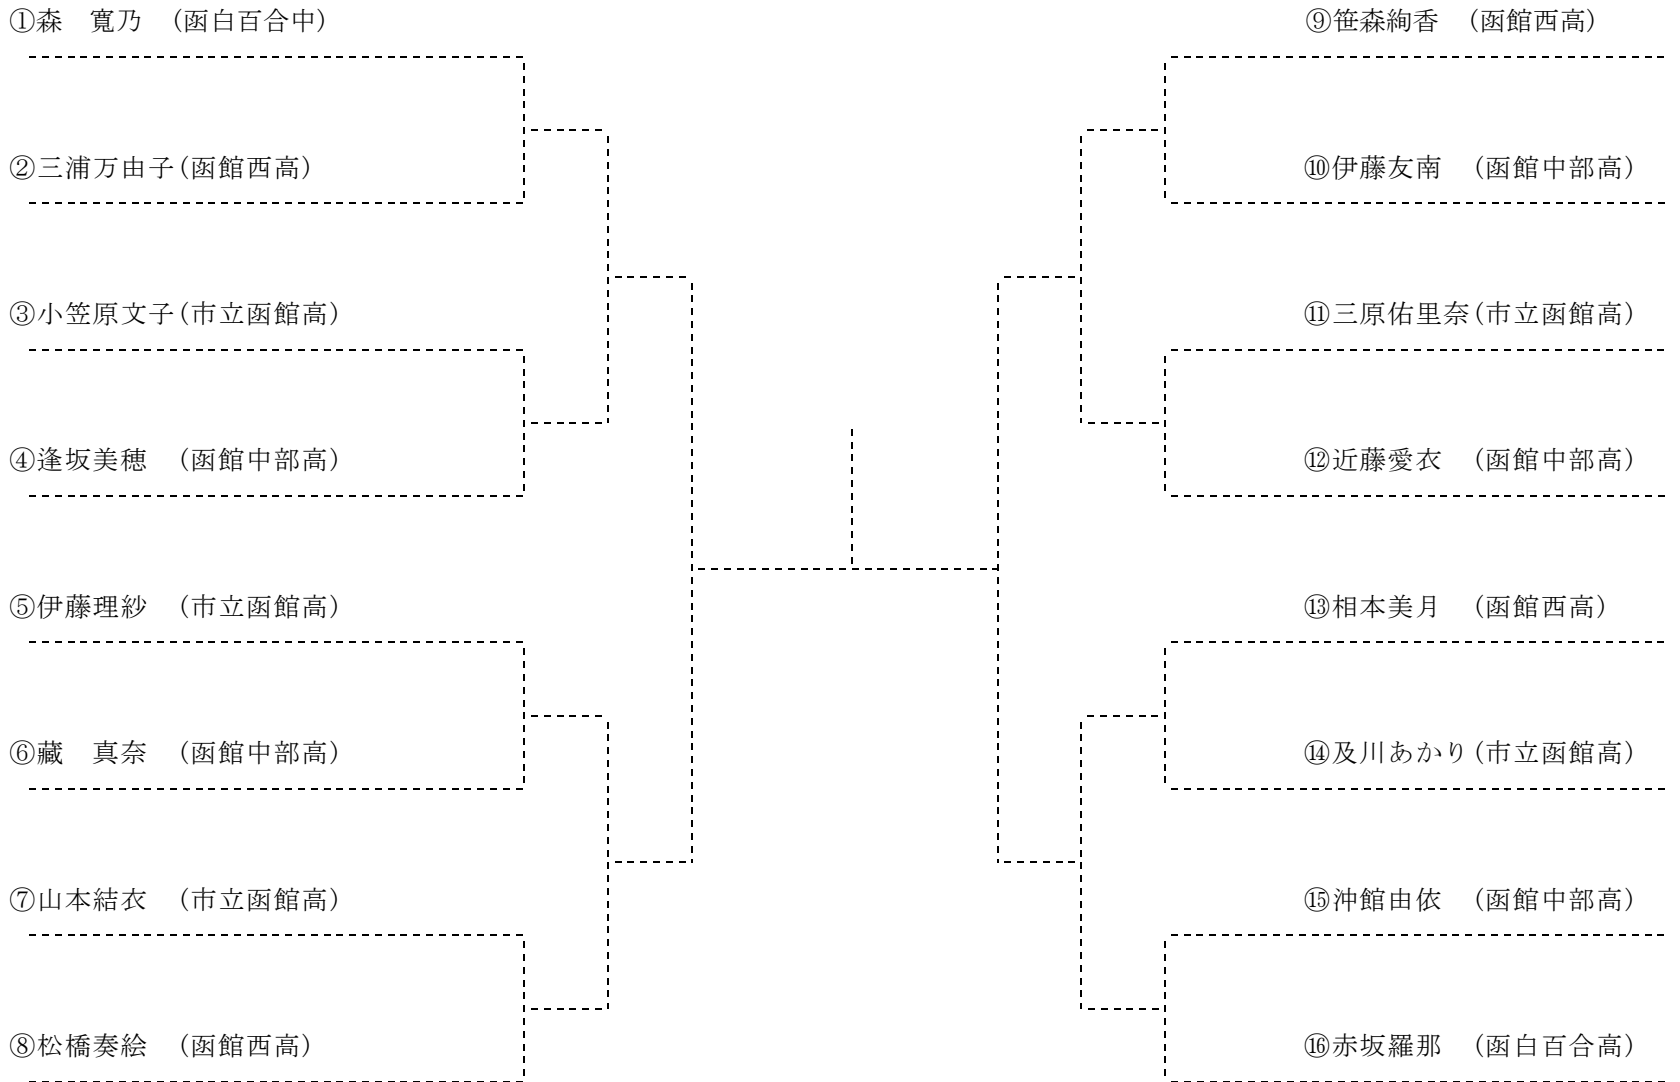 ①森　寛乃　(函白百合中)
②三浦万由子(函館西高)
③小笠原文子(市立函館高)
④逢坂美穂　(函館中部高)
⑤伊藤理紗　(市立函館高)
⑥藏　真奈　(函館中部高)
⑦山本結衣　(市立函館高)
⑧松橋奏絵　(函館西高)
⑨笹森絢香　(函館西高)
⑩伊藤友南　(函館中部高)
⑪三原佑里奈(市立函館高)
⑫近藤愛衣　(函館中部高)
⑬相本美月　(函館西高)
⑭及川あかり(市立函館高)
⑮沖館由依　(函館中部高)
⑯赤坂羅那　(函白百合高)